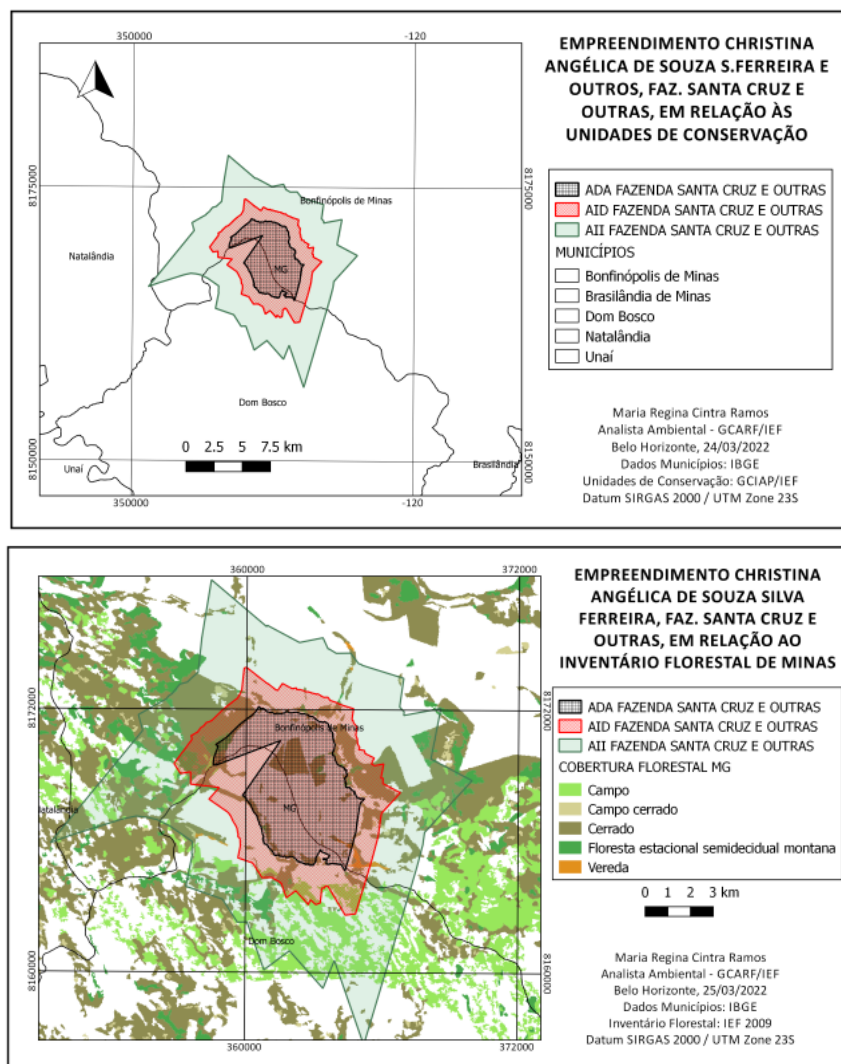 350000
-120
8175000
8175000
Bonfinópolis de Minas
Natalândia
MG
Dom Bosco
0 2.5 5 7.5 km
Unaí
Brasilândia
8150000
8150000
350000
-120
EMPREENDIMENTO CHRISTINA
ANGÉLICA DE SOUZA S.FERREIRA E
OUTROS, FAZ. SANTA CRUZ E
OUTRAS, EM RELAÇÃO ÀS
UNIDADES DE CONSERVAÇÃO
ADA FAZENDA SANTA CRUZ E OUTRAS
AID FAZENDA SANTA CRUZ E OUTRAS
AII FAZENDA SANTA CRUZ E OUTRAS
MUNICÍPIOS
Bonfinópolis de Minas
Brasilândia de Minas
Dom Bosco
Natalândia
Unaí
Maria Regina Cintra Ramos
Analista Ambiental - GCARF/IEF
Belo Horizonte, 24/03/2022
Dados Municípios: IBGE
Unidades de Conservação: GCIAP/IEF
Datum SIRGAS 2000 / UTM Zone 23S
360000
372000
8172000
8172000
Bonfinópolis de Minas
MG
Natalândia
Dom Bosco
8160000
8160000
360000
372000
EMPREENDIMENTO CHRISTINA
ANGÉLICA DE SOUZA SILVA
FERREIRA, FAZ. SANTA CRUZ E
OUTRAS, EM RELAÇÃO AO
INVENTÁRIO FLORESTAL DE MINAS
ADA FAZENDA SANTA CRUZ E OUTRAS
AID FAZENDA SANTA CRUZ E OUTRAS
AII FAZENDA SANTA CRUZ E OUTRAS
COBERTURA FLORESTAL MG
Campo
Campo cerrado
Cerrado
Floresta estacional semidecidual montana
Vereda
0 1 2 3 km
Maria Regina Cintra Ramos
Analista Ambiental - GCARF/IEF
Belo Horizonte, 25/03/2022
Dados Municípios: IBGE
Inventário Florestal: IEF 2009
Datum SIRGAS 2000 / UTM Zone 23S